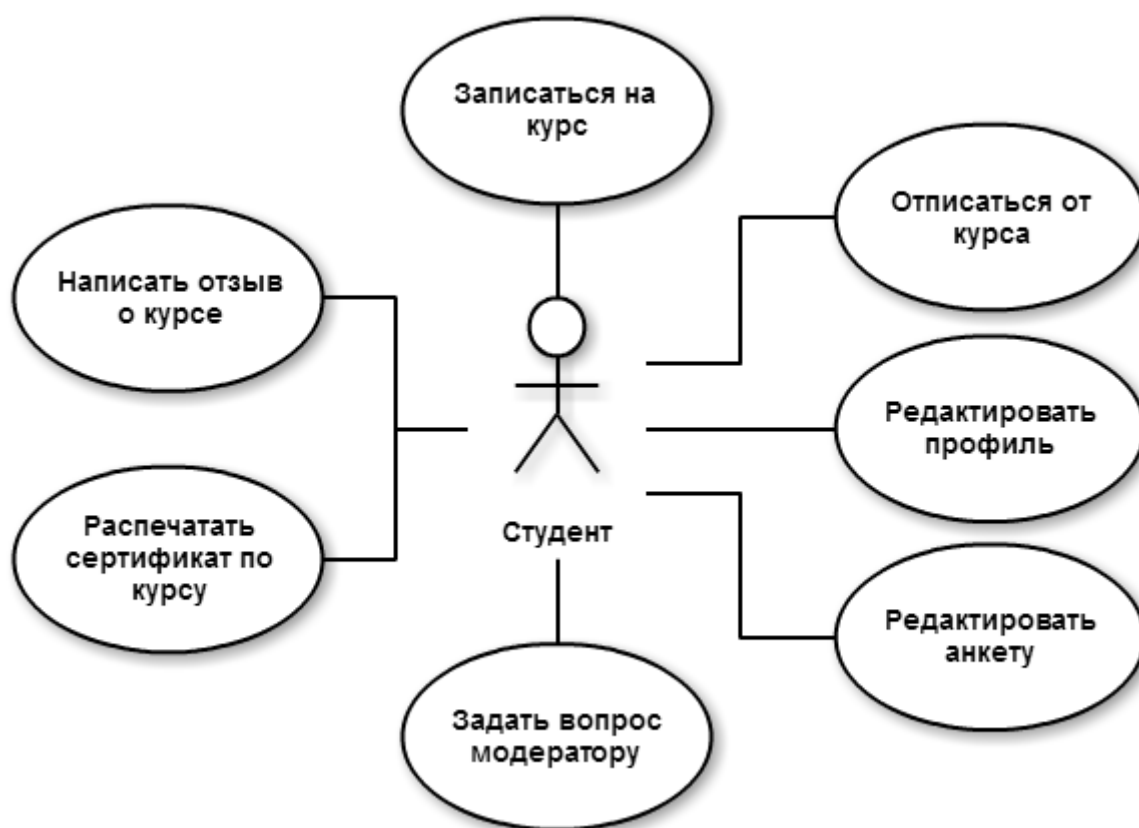 Записаться на
курс
Отписаться от
курса
Написать отзыв
о курсе
Редактировать
профиль
Распечатать
сертификат по
курсу
Студент
Редактировать
анкету
Задать вопрос
модератору